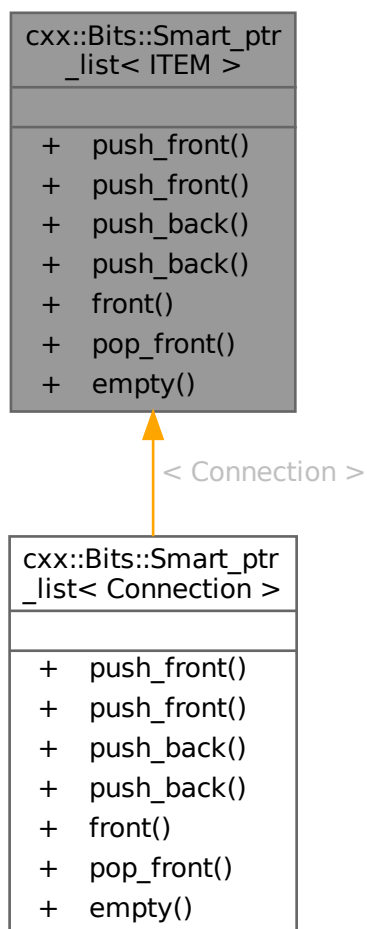 cxx::Bits::Smart_ptr
_list< ITEM >
+ push_front()
+ push_front()
+ push_back()
+ push_back()
+ front()
+ pop_front()
+ empty()
< Connection >
cxx::Bits::Smart_ptr
_list< Connection >
+ push_front()
+ push_front()
+ push_back()
+ push_back()
+ front()
+ pop_front()
+ empty()